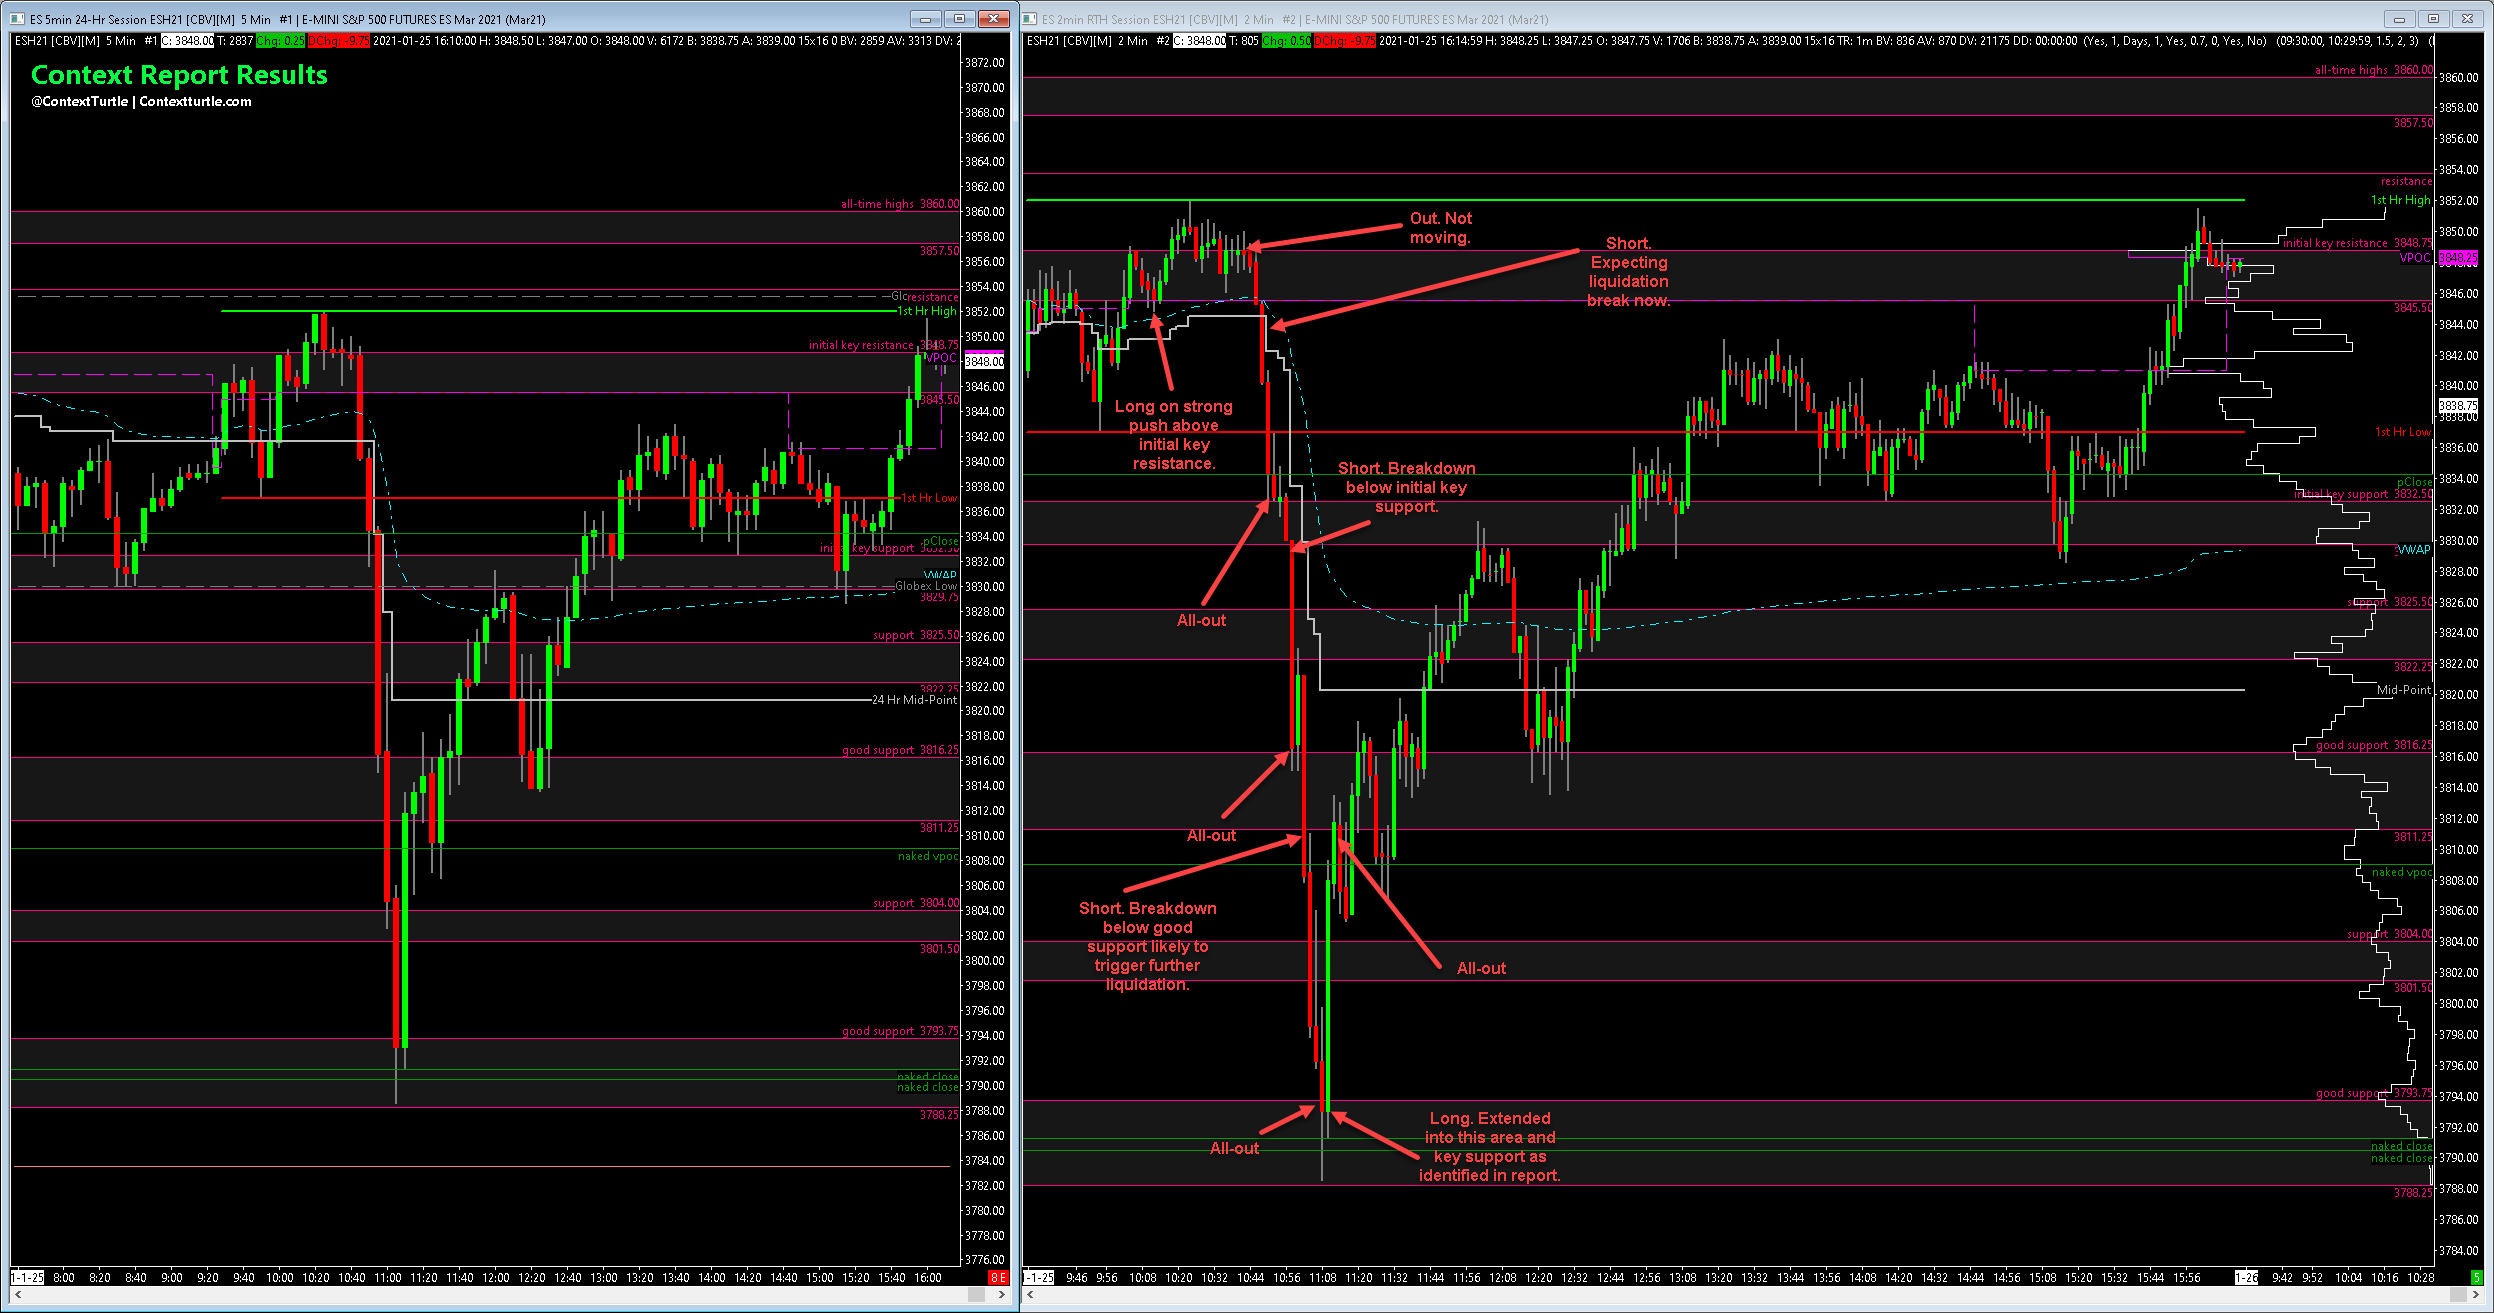 ES 5min 24-Hr Session ESH21 [CBV][M] 5 Min #1 | E-MINI S&P 500 FUTURES ES Mar 2021 (Mar21)
ESH21 [CBV][M] 5 Min #1 C: 3848.00 T: 2837 Chg: 0.25 DChg: -9.75 2021-01-25 16:10:00 H: 3848.50 L: 3847.00 O: 3848.00 V: 6172 B: 3838.75 A: 3839.00 15x16 0 BV: 2859 AV: 3313 DV: 2
Context Report Results
@ContextTurtle | Contextturtle.com
all-time highs 3860.00
3857.50
resistance
1st Hr High
initial key resistance 3848.75
VPOC
3845.50
1st Hr Low
pClose
initial key support 3832.50
VWAP
Globex Low
3829.75
support 3825.50
3822.25
24 Hr Mid-Point
good support 3816.25
3811.25
naked vpoc
support 3804.00
3801.50
good support 3793.75
naked close
naked close
3788.25
3872.00
3870.00
3868.00
3866.00
3864.00
3862.00
3860.00
3858.00
3856.00
3854.00
3852.00
3850.00
3848.00
3846.00
3844.00
3842.00
3840.00
3838.00
3836.00
3834.00
3832.00
3830.00
3828.00
3826.00
3824.00
3822.00
3820.00
3818.00
3816.00
3814.00
3812.00
3810.00
3808.00
3806.00
3804.00
3802.00
3800.00
3798.00
3796.00
3794.00
3792.00
3790.00
3788.00
3786.00
3784.00
3782.00
3780.00
3778.00
3776.00
1-1-25 8:00 8:20 8:40 9:00 9:20 9:40 10:00 10:20 10:40 11:00 11:20 11:40 12:00 12:20 12:40 13:00 13:20 13:40 14:00 14:20 14:40 15:00 15:20 15:40 16:00 8 E
ES 2min RTH Session ESH21 [CBV][M] 2 Min #2 | E-MINI S&P 500 FUTURES ES Mar 2021 (Mar21)
ESH21 [CBV][M] 2 Min #2 C: 3848.00 T: 805 Chg: 0.50 DChg: -9.75 2021-01-25 16:14:59 H: 3848.25 L: 3847.25 O: 3847.75 V: 1706 B: 3838.75 A: 3839.00 15x16 TR: 1m BV: 836 AV: 870 DV: 21175 DD: 00:00:00 (Yes, 1, Days, 1, Yes, 0.7, 0, Yes, No) (09:30:00, 10:29:59, 1.5, 2, 3)
Out. Not
moving.
Short.
Expecting
liquidation
break now.
Long on strong
push above
initial key
resistance.
Short. Breakdown
below initial key
support.
All-out
All-out
Short. Breakdown
below good
support likely to
trigger further
liquidation.
All-out
All-out
Long. Extended
into this area and
key support as
identified in report.
all-time highs 3860.00
3857.50
resistance
1st Hr High
initial key resistance 3848.75
VPOC
3845.50
1st Hr Low
pClose
initial key support 3832.50
VWAP
support 3825.50
3822.25
Mid-Point
good support 3816.25
3811.25
naked vpoc
support 3804.00
3801.50
good support 3793.75
naked close
naked close
3788.25
3860.00
3858.00
3856.00
3854.00
3852.00
3850.00
3848.25
3846.00
3844.00
3842.00
3840.00
3838.75
3838.00
3836.00
3834.00
3832.00
3830.00
3828.00
3826.00
3824.00
3822.00
3820.00
3818.00
3816.00
3814.00
3812.00
3810.00
3808.00
3806.00
3804.00
3802.00
3800.00
3798.00
3796.00
3794.00
3792.00
3790.00
3788.00
3786.00
3784.00
1-1-25 9:46 9:56 10:08 10:20 10:32 10:44 10:56 11:08 11:20 11:32 11:44 11:56 12:08 12:20 12:32 12:44 12:56 13:08 13:20 13:32 13:44 13:56 14:08 14:20 14:32 14:44 14:56 15:08 15:20 15:32 15:44 15:56 1-26 9:42 9:52 10:04 10:16 10:28 5